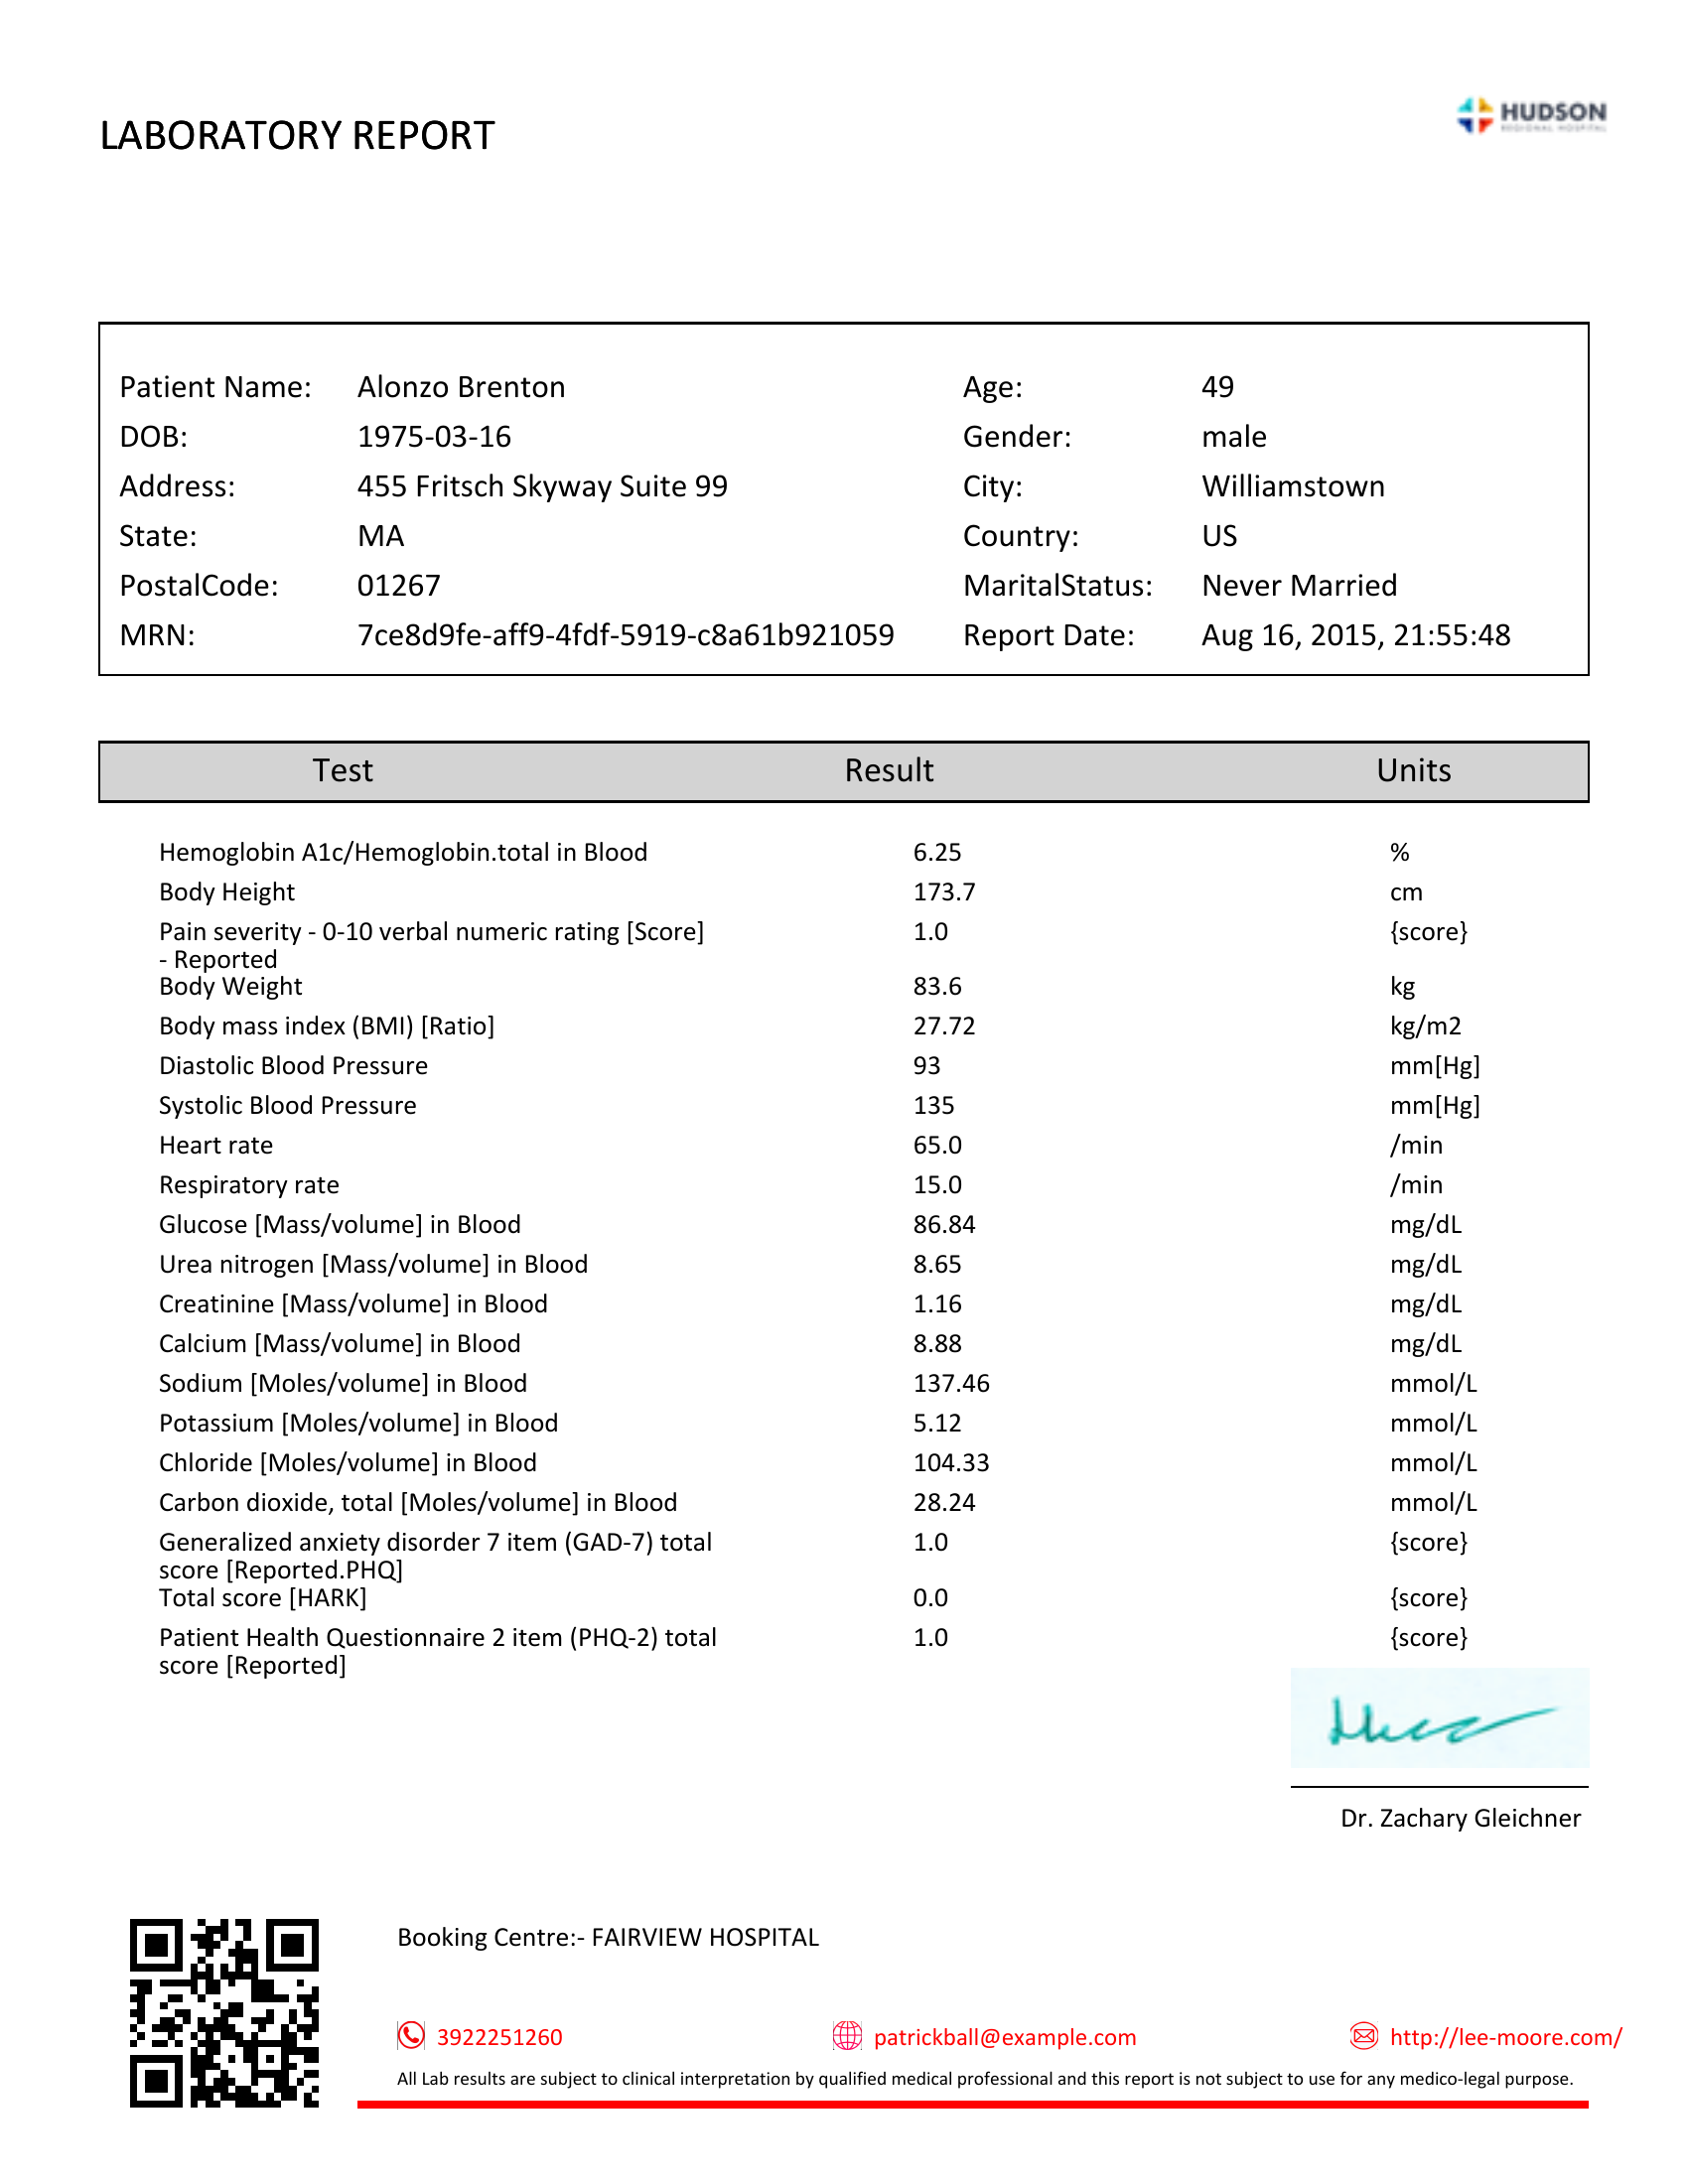 HUDSON
REGIONAL HOSPITAL
LABORATORY REPORT
Patient Name: Alonzo Brenton Age: 49
DOB: 1975-03-16 Gender: male
Address: 455 Fritsch Skyway Suite 99 City: Williamstown
State: MA Country: US
PostalCode: 01267 MaritalStatus: Never Married
MRN: 7ce8d9fe-aff9-4fdf-5919-c8a61b921059 Report Date: Aug 16, 2015, 21:55:48
Test Result Units
Hemoglobin A1c/Hemoglobin.total in Blood 6.25 %
Body Height 173.7 cm
Pain severity - 0-10 verbal numeric rating [Score] 1.0 {score}
- Reported
Body Weight 83.6 kg
Body mass index (BMI) [Ratio] 27.72 kg/m2
Diastolic Blood Pressure 93 mm[Hg]
Systolic Blood Pressure 135 mm[Hg]
Heart rate 65.0 /min
Respiratory rate 15.0 /min
Glucose [Mass/volume] in Blood 86.84 mg/dL
Urea nitrogen [Mass/volume] in Blood 8.65 mg/dL
Creatinine [Mass/volume] in Blood 1.16 mg/dL
Calcium [Mass/volume] in Blood 8.88 mg/dL
Sodium [Moles/volume] in Blood 137.46 mmol/L
Potassium [Moles/volume] in Blood 5.12 mmol/L
Chloride [Moles/volume] in Blood 104.33 mmol/L
Carbon dioxide, total [Moles/volume] in Blood 28.24 mmol/L
Generalized anxiety disorder 7 item (GAD-7) total 1.0 {score}
score [Reported.PHQ]
Total score [HARK] 0.0 {score}
Patient Health Questionnaire 2 item (PHQ-2) total 1.0 {score}
score [Reported]
Dr. Zachary Gleichner
Booking Centre:- FAIRVIEW HOSPITAL
3922251260 patrickball@example.com http://lee-moore.com/
All Lab results are subject to clinical interpretation by qualified medical professional and this report is not subject to use for any medico-legal purpose.